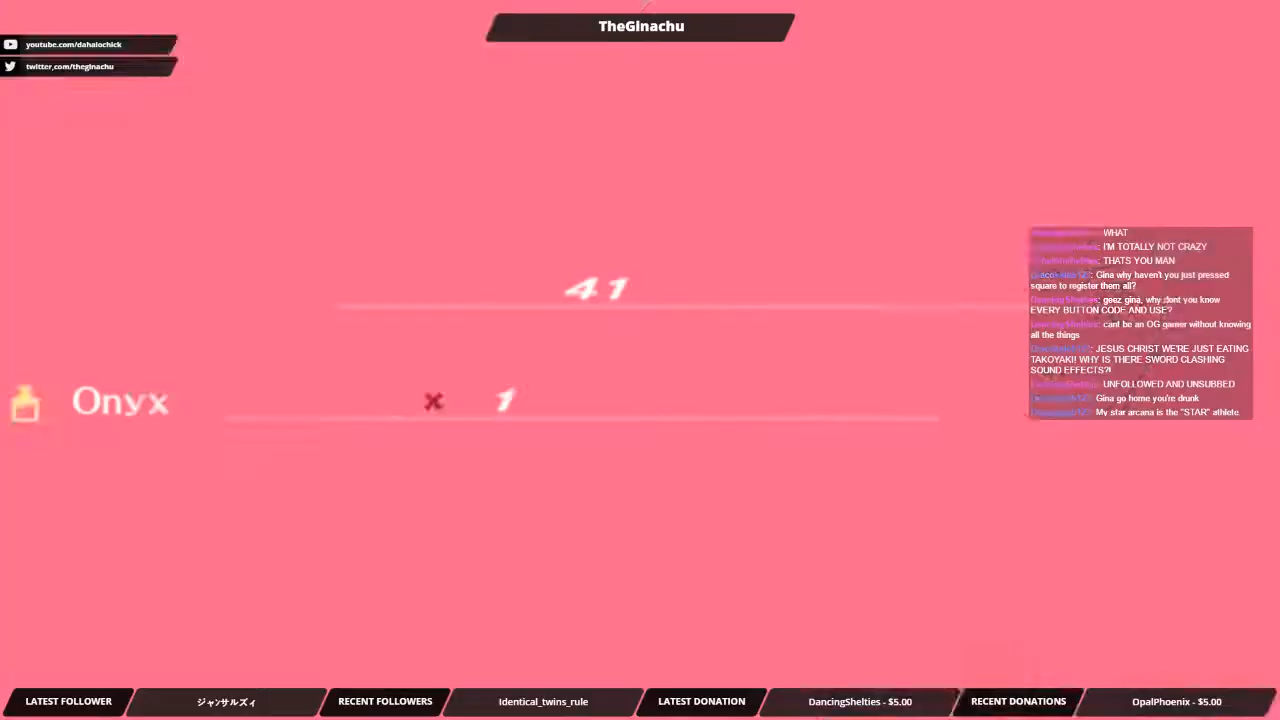 TheGinachu
youtube.com/dahalochick
twitter.com/theginachu
41
Onyx × 1
WHAT
I'M TOTALLY NOT CRAZY
THATS YOU MAN
Gina why haven't you just pressed
square to register them all?
geez gina, why dont you know
EVERY BUTTON CODE AND USE?
DancingShelties: cant be an OG gamer without knowing
all the things
JESUS CHRIST WE'RE JUST EATING
TAKOYAKI! WHY IS THERE SWORD CLASHING
SOUND EFFECTS?!
UNFOLLOWED AND UNSUBBED
Gina go home you're drunk
My star arcana is the "STAR" athlete.
LATEST FOLLOWER ジャンサルズィ RECENT FOLLOWERS Identical_twins_rule LATEST DONATION DancingShelties - $5.00 RECENT DONATIONS OpalPhoenix - $5.00